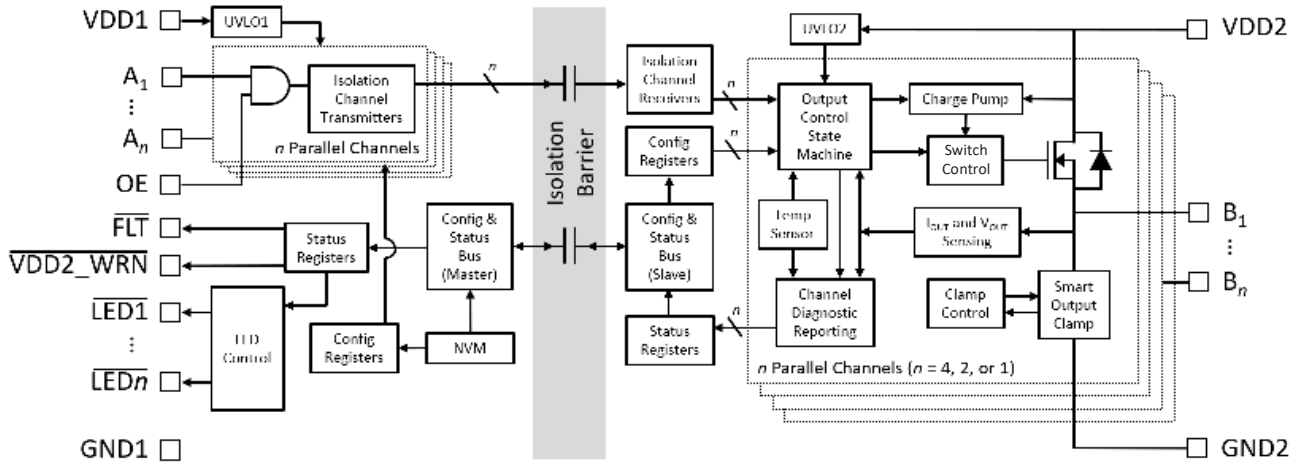 VDD1
UVLO1
A1
⋮
An
OE
Isolation
Channel
Transmitters
n Parallel Channels
n
FLT
VDD2_WRN
LED1
⋮
LEDn
GND1
Status
Registers
LED
Control
Config &
Status
Bus
(Master)
Config
Registers
NVM
Isolation
Barrier
Isolation
Channel
Receivers
n
Config
Registers
n
Config &
Status
Bus
(Slave)
Status
Registers
n
UVLO2
Output
Control
State
Machine
Charge Pump
Switch
Control
Temp
Sensor
IOUT and VOUT
Sensing
Channel
Diagnostic
Reporting
Clamp
Control
Smart
Output
Clamp
n Parallel Channels (n = 4, 2, or 1)
VDD2
B1
⋮
Bn
GND2